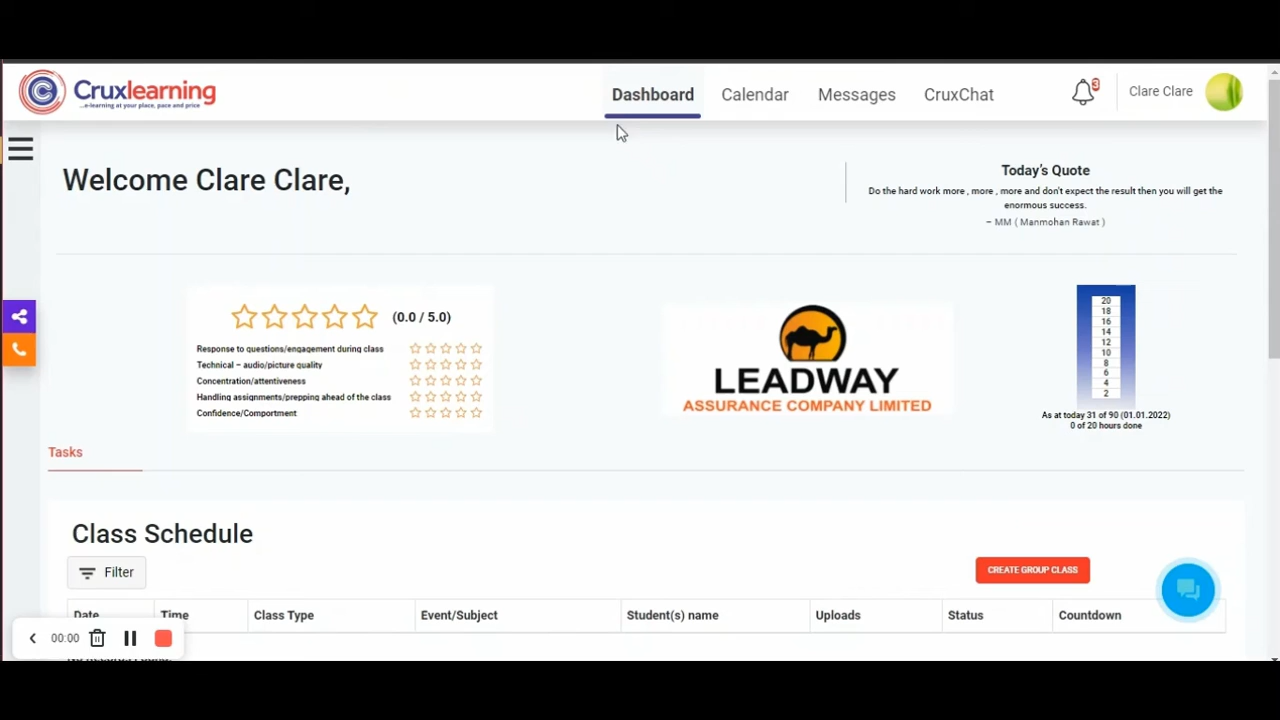 Cruxlearning
...e-learning at your place, pace and price
Dashboard
Calendar
Messages
CruxChat
3
Clare Clare
Welcome Clare Clare,
Today's Quote
Do the hard work more , more , more and don't expect the result then you will get the
enormous success.
– MM ( Manmohan Rawat )
(0.0 / 5.0)
Response to questions/engagement during class
Technical – audio/picture quality
Concentration/attentiveness
Handling assignments/prepping ahead of the class
Confidence/Comportment
LEADWAY
ASSURANCE COMPANY LIMITED
20
18
16
14
12
10
8
6
4
2
As at today 31 of 90 (01.01.2022)
0 of 20 hours done
Tasks
Class Schedule
Filter
CREATE GROUP CLASS
Date
Time
Class Type
Event/Subject
Student(s) name
Uploads
Status
Countdown
00:00
No Records Found.